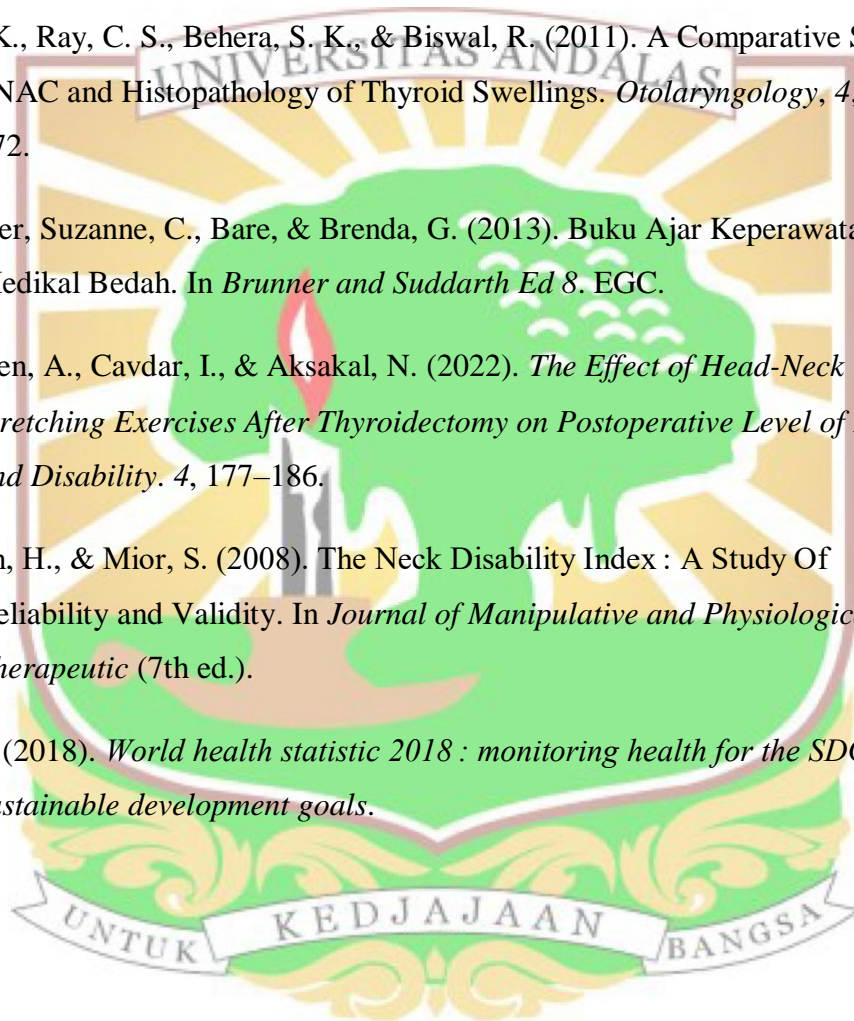 K., Ray, C. S., Behera, S. K., & Biswal, R. (2011). A Comparative
UNIVERSITAS ANDALAS
NAC and Histopathology of Thyroid Swellings. Otolaryngology, 4,
72.
er, Suzanne, C., Bare, & Brenda, G. (2013). Buku Ajar Keperawata
Medikal Bedah. In Brunner and Suddarth Ed 8. EGC.
en, A., Cavdar, I., & Aksakal, N. (2022). The Effect of Head-Neck
retching Exercises After Thyroidectomy on Postoperative Level of
nd Disability. 4, 177–186.
H., & Mior, S. (2008). The Neck Disability Index : A Study Of
eliability and Validity. In Journal of Manipulative and Physiologic
herapeutic (7th ed.).
(2018). World health statistic 2018 : monitoring health for the SDG
ustainable development goals.
UNTUK KEDJAJAAN BANGSA